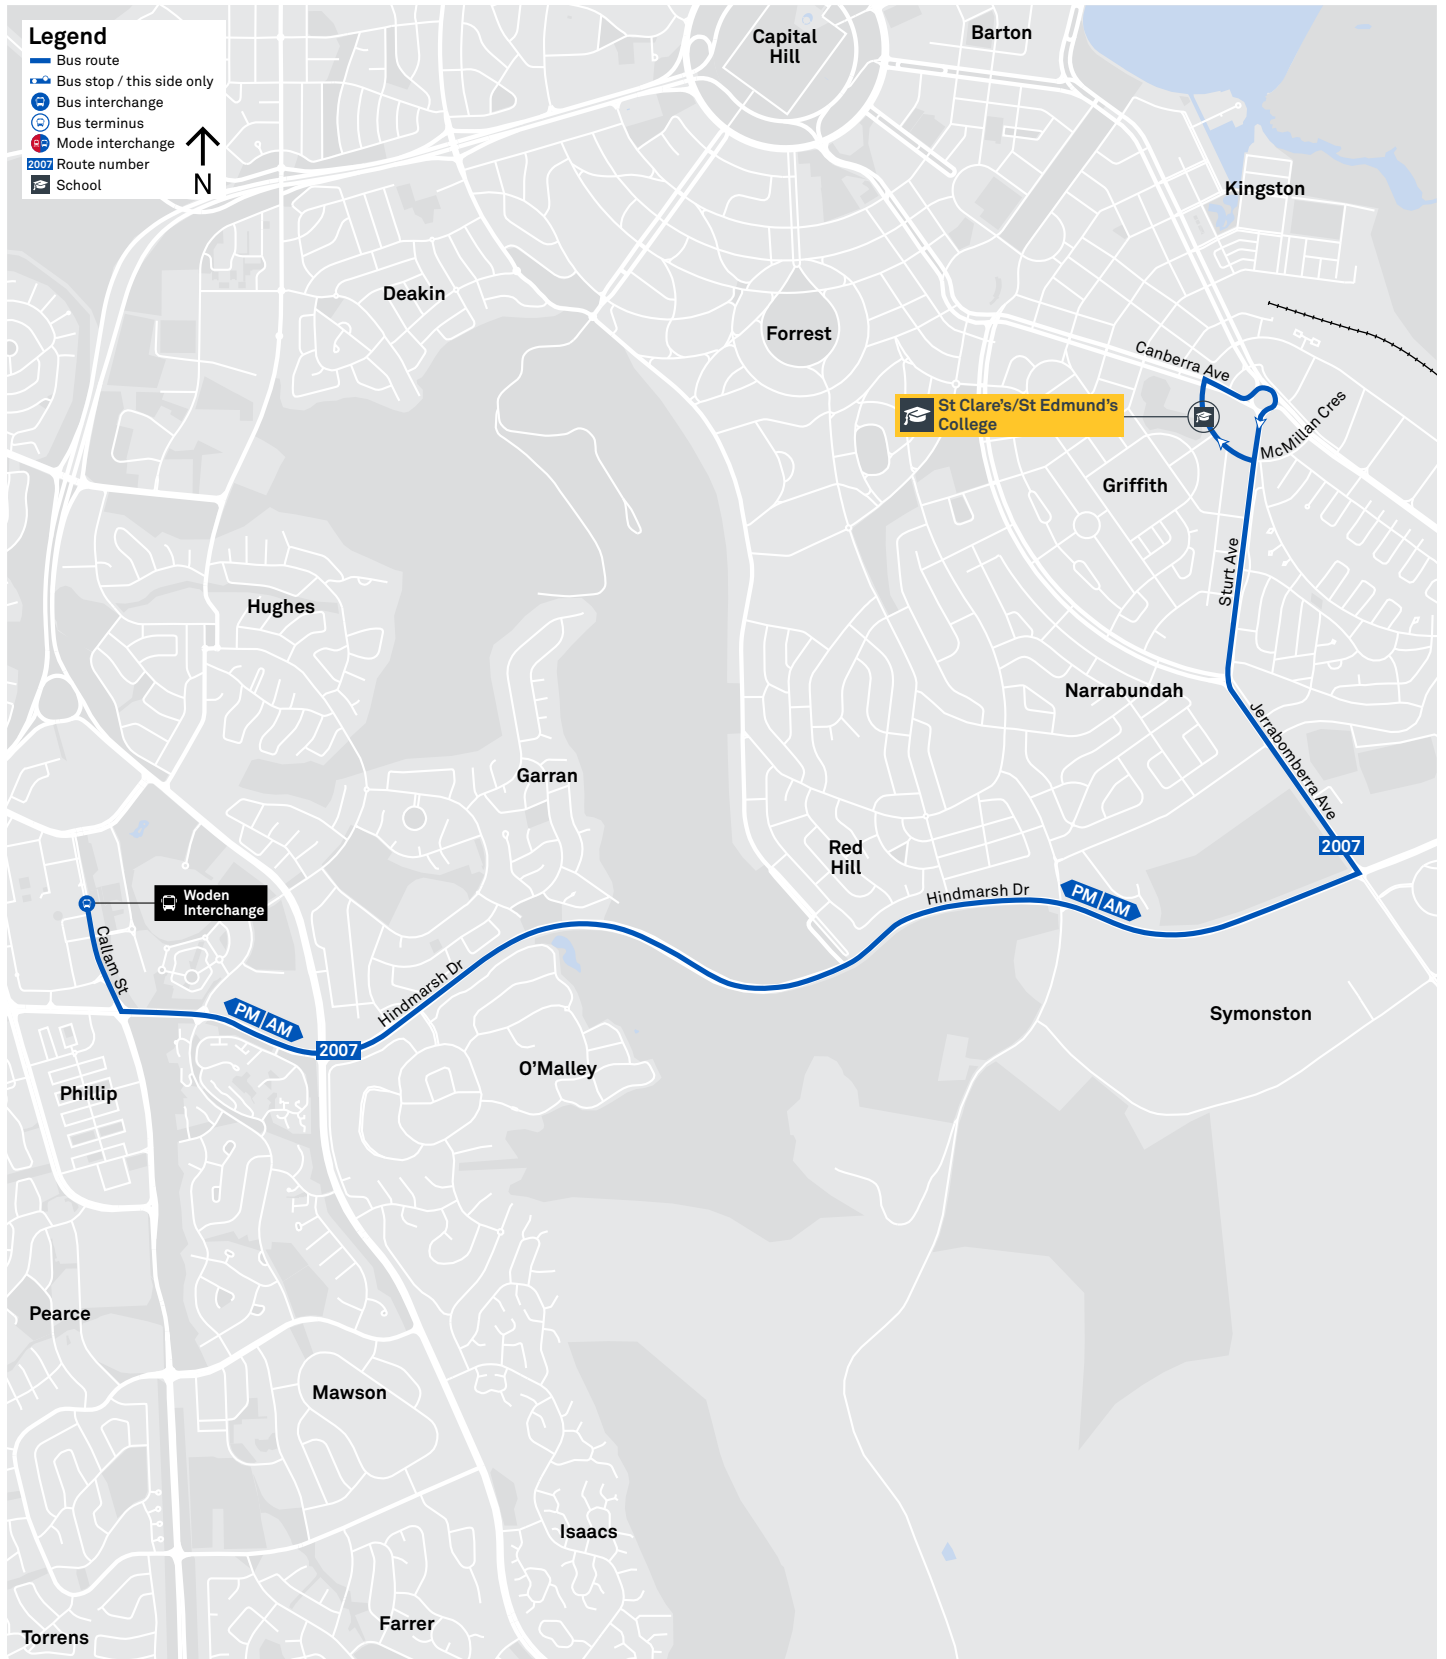 Legend
Bus route
Bus stop / this side only
Bus interchange
Bus terminus
Mode interchange
2007 Route number
School
N
Capital
Hill
Barton
Kingston
Deakin
Forrest
Canberra Ave
St Clare's/St Edmund's
College
McMillan Cres
Griffith
Sturt Ave
Hughes
Narrabundah
Jerrabomberra Ave
Garran
2007
Red
Hill
Hindmarsh Dr
PM AM
Woden
Interchange
Callam St
Hindmarsh Dr
PM AM
2007
Symonston
O'Malley
Phillip
Pearce
Mawson
Isaacs
Farrer
Torrens